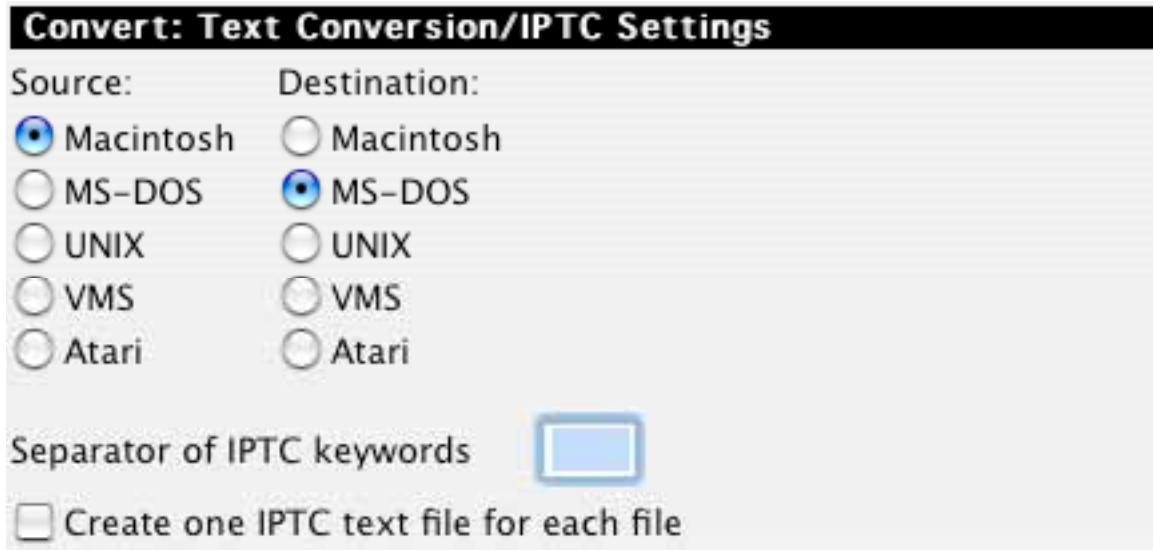 Convert: Text Conversion/IPTC Settings
Source: Destination:
Macintosh Macintosh
MS-DOS MS-DOS
UNIX UNIX
VMS VMS
Atari Atari
Separator of IPTC keywords
Create one IPTC text file for each file